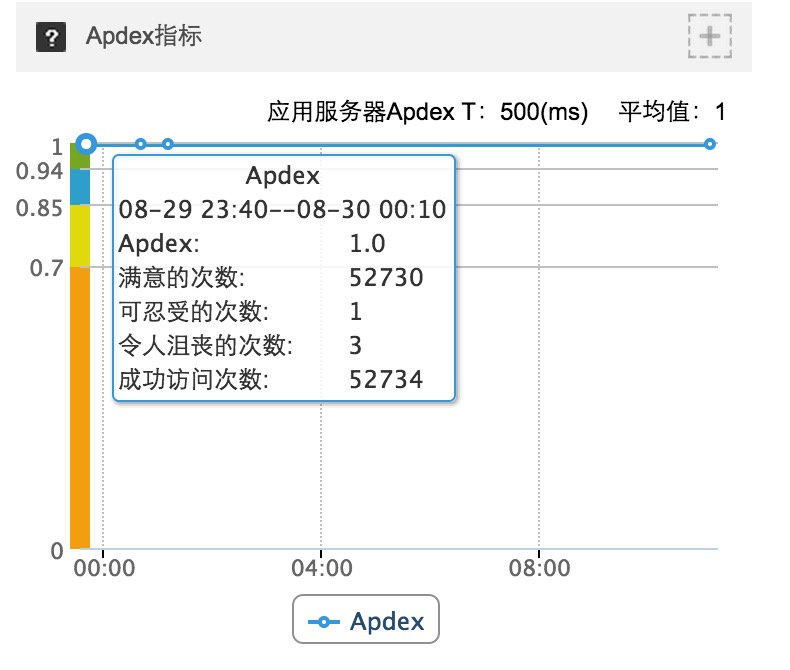 ? Apdex指标
应用服务器Apdex T：500(ms) 平均值：1
1
0.94
0.85
0.7
0
Apdex
08-29 23:40--08-30 00:10
Apdex: 1.0
满意的次数: 52730
可忍受的次数: 1
令人沮丧的次数: 3
成功访问次数: 52734
00:00 04:00 08:00
Apdex